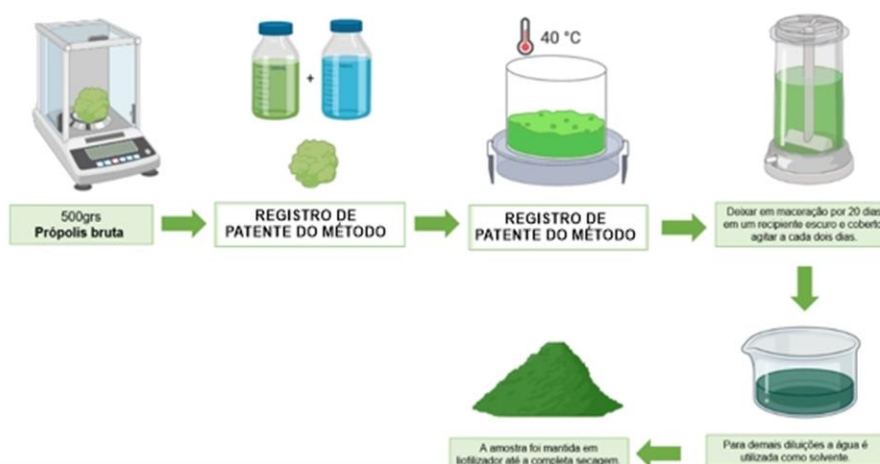 40 °C
+
500grs
Própolis bruta
REGISTRO DE
PATENTE DO MÉTODO
REGISTRO DE
PATENTE DO MÉTODO
Deixar em maceração por 20 dias
em um recipiente escuro e coberto
agitar a cada dois dias.
A amostra foi mantida em
liofilizador até a completa secagem.
Para demais diluições a água é
utilizada como solvente.